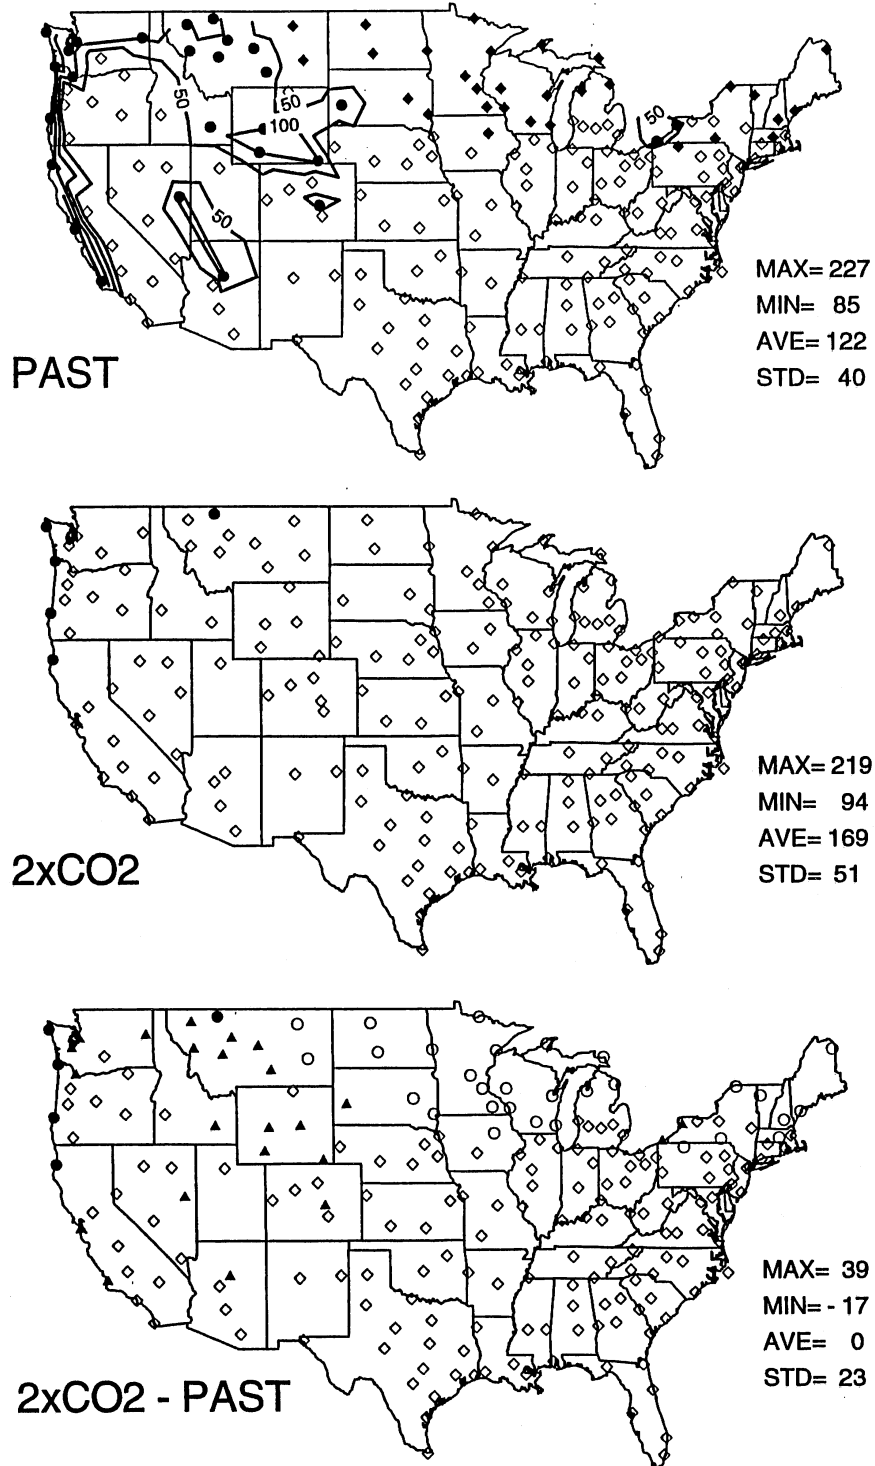 50
50
100
50
50
PAST
MAX= 227
MIN= 85
AVE= 122
STD= 40
2xCO2
MAX= 219
MIN= 94
AVE= 169
STD= 51
2xCO2 - PAST
MAX= 39
MIN= - 17
AVE= 0
STD= 23